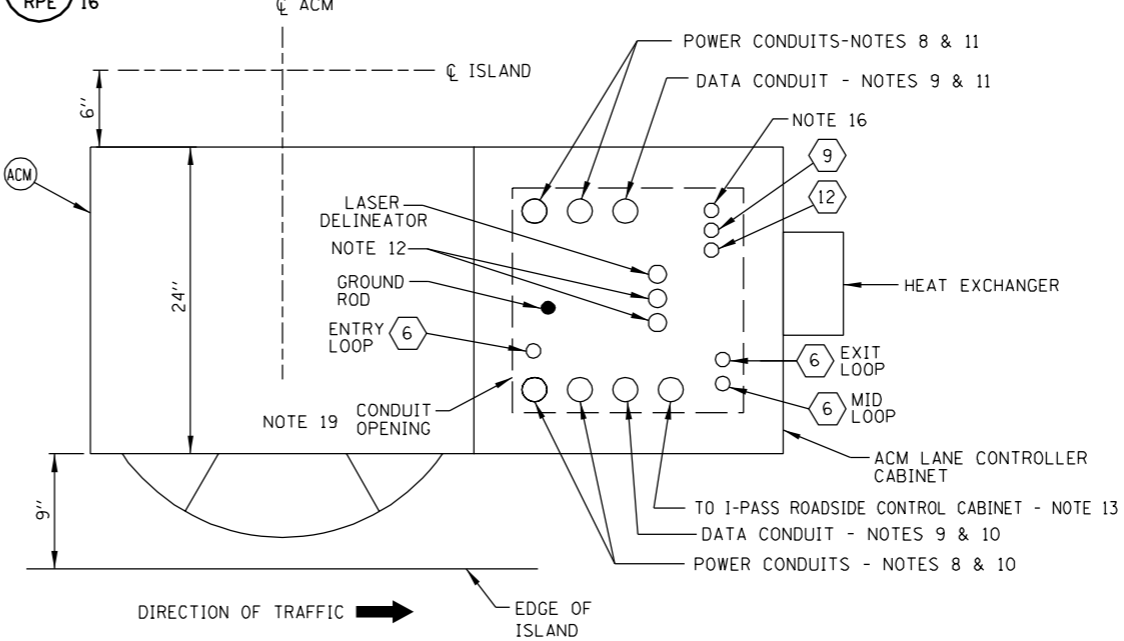 RPE 16
℄ ACM
POWER CONDUITS-NOTES 8 & 11
℄ ISLAND
DATA CONDUIT - NOTES 9 & 11
6"
NOTE 16
9
ACM
12
LASER
DELINEATOR
NOTE 12
24"
GROUND
ROD
HEAT EXCHANGER
ENTRY
LOOP
6
6
EXIT
LOOP
6
MID
LOOP
NOTE 19
CONDUIT
OPENING
ACM LANE CONTROLLER
CABINET
9"
TO I-PASS ROADSIDE CONTROL CABINET - NOTE 13
DATA CONDUIT - NOTES 9 & 10
POWER CONDUITS - NOTES 8 & 10
DIRECTION OF TRAFFIC
EDGE OF
ISLAND